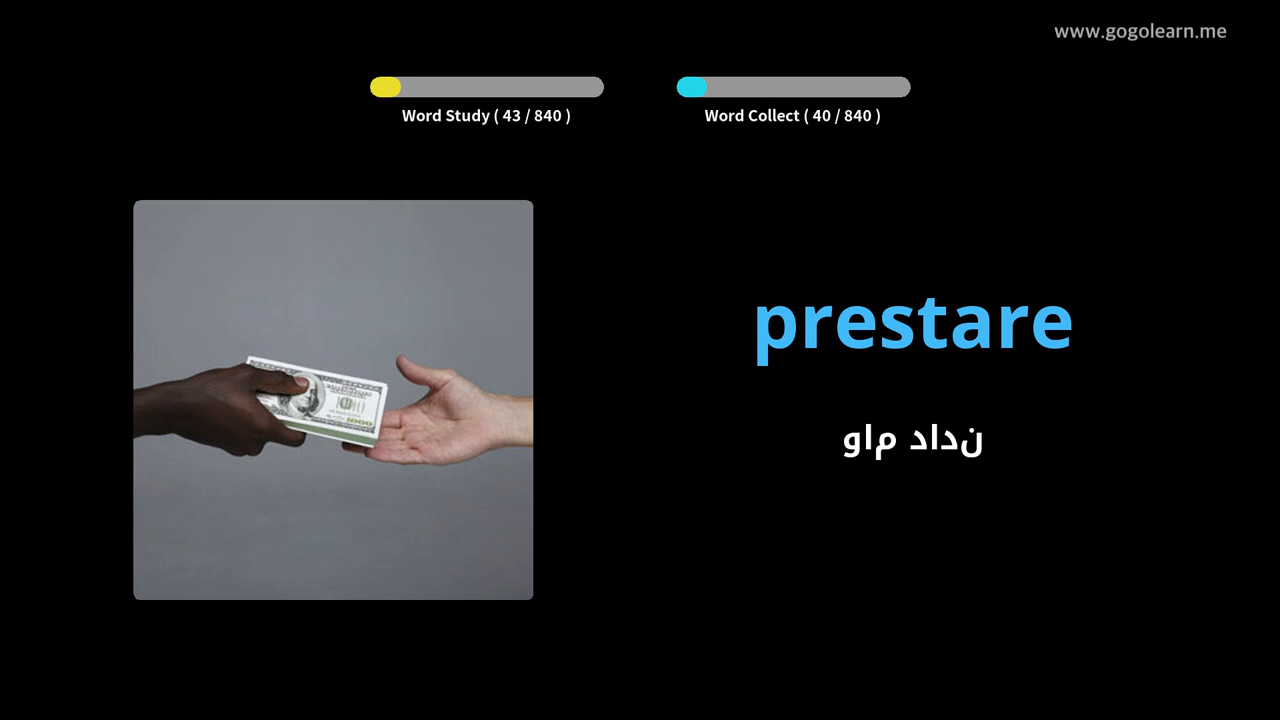 www.gogolearn.me
Word Study ( 43 / 840 )
Word Collect ( 40 / 840 )
prestare
نداد ماو